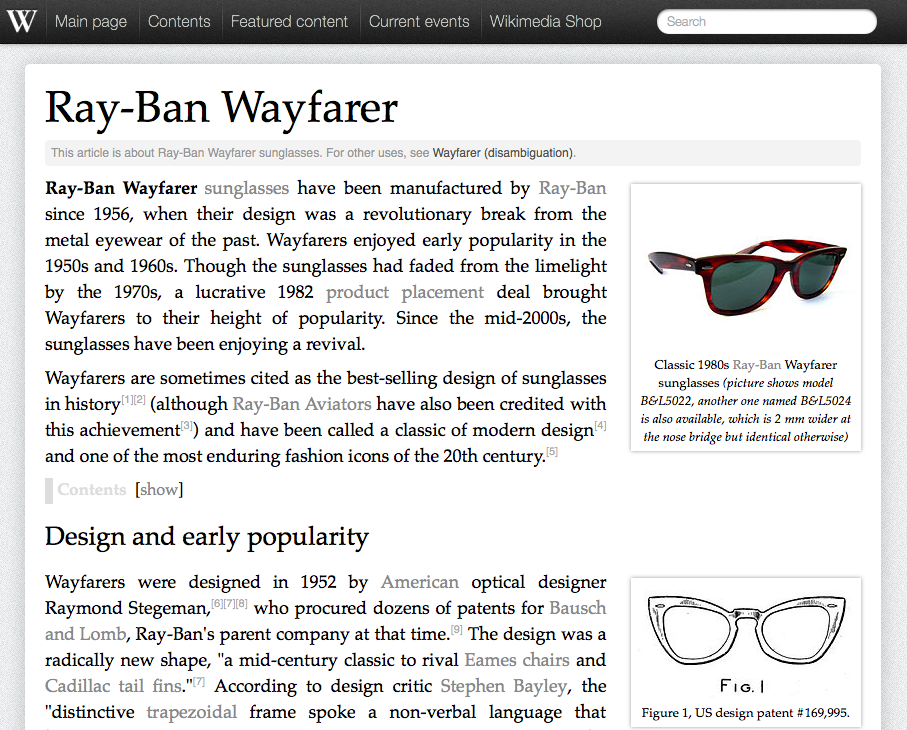 W
Main page
Contents
Featured content
Current events
Wikimedia Shop
Search
Ray-Ban Wayfarer
This article is about Ray-Ban Wayfarer sunglasses. For other uses, see Wayfarer (disambiguation).
Ray-Ban Wayfarer sunglasses have been manufactured by Ray-Ban
since 1956, when their design was a revolutionary break from the
metal eyewear of the past. Wayfarers enjoyed early popularity in the
1950s and 1960s. Though the sunglasses had faded from the limelight
by the 1970s, a lucrative 1982 product placement deal brought
Wayfarers to their height of popularity. Since the mid-2000s, the
sunglasses have been enjoying a revival.
Classic 1980s Ray-Ban Wayfarer
sunglasses (picture shows model
B&L5022, another one named B&L5024
is also available, which is 2 mm wider at
the nose bridge but identical otherwise)
Wayfarers are sometimes cited as the best-selling design of sunglasses
in history[1][2] (although Ray-Ban Aviators have also been credited with
this achievement[3]) and have been called a classic of modern design[4]
and one of the most enduring fashion icons of the 20th century.[5]
Contents [show]
Design and early popularity
Wayfarers were designed in 1952 by American optical designer
Raymond Stegeman,[6][7][8] who procured dozens of patents for Bausch
and Lomb, Ray-Ban's parent company at that time.[9] The design was a
radically new shape, "a mid-century classic to rival Eames chairs and
Cadillac tail fins."[7] According to design critic Stephen Bayley, the
"distinctive trapezoidal frame spoke a non-verbal language that
FIG. 1
Figure 1, US design patent #169,995.